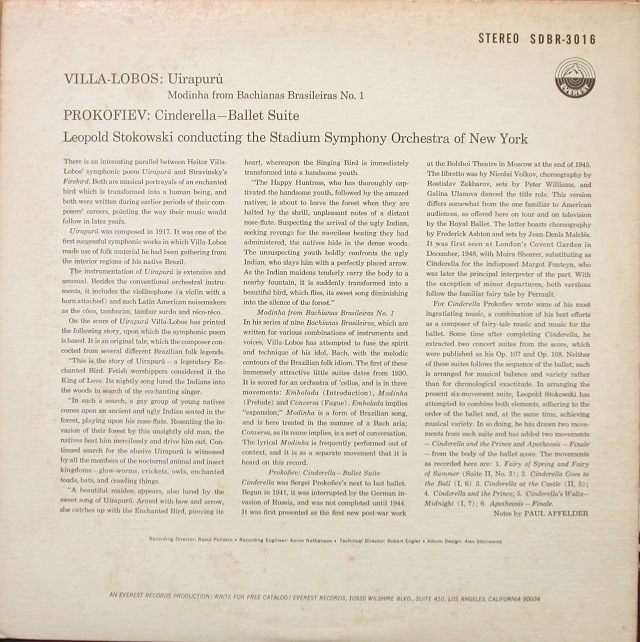 STEREO SDBR-3016
EVEREST
VILLA-LOBOS: Uirapurú
Modinha from Bachianas Brasileiras No. 1
PROKOFIEV: Cinderella—Ballet Suite
Leopold Stokowski conducting the Stadium Symphony Orchestra of New York
There is an interesting parallel between Heitor Villa-
Lobos' symphonic poem Uirapurú and Stravinsky's
Firebird. Both are musical portrayals of an enchanted
bird which is transformed into a human being, and
both were written during earlier periods of their com-
posers' careers, pointing the way their music would
follow in later years.
Uirapurú was composed in 1917. It was one of the
first successful symphonic works in which Villa-Lobos
made use of folk material he had been gathering from
the interior regions of his native Brazil.
The instrumentation of Uirapurú is extensive and
unusual. Besides the conventional orchestral instru-
ments, it includes the violinophone (a violin with a
horn attached) and such Latin American noisemakers
as the côco, tamborim, tambur surdo and réco-réco.
On the score of Uirapurú Villa-Lobos has printed
the following story, upon which the symphonic poem
is based. It is an original tale, which the composer con-
cocted from several different Brazilian folk legends.
"This is the story of Uirapurú – a legendary En-
chanted Bird. Fetish worshippers considered it the
King of Love. Its nightly song lured the Indians into
the woods in search of the enchanting singer.
"In such a search, a gay group of young natives
comes upon an ancient and ugly Indian seated in the
forest, playing upon his nose-flute. Resenting the in-
vasion of their forest by this unsightly old man, the
natives beat him mercilessly and drive him out. Con-
tinued search for the elusive Uirapurú is witnessed
by all the members of the nocturnal animal and insect
kingdoms – glow-worms, crickets, owls, enchanted
toads, bats, and crawling things.
"A beautiful maiden appears, also lured by the
sweet song of Uirapurú. Armed with bow and arrow,
she catches up with the Enchanted Bird, piercing its
heart, whereupon the Singing Bird is immediately
transformed into a handsome youth.
"The Happy Huntress, who has thoroughly cap-
tivated the handsome youth, followed by the amazed
natives, is about to leave the forest when they are
halted by the shrill, unpleasant notes of a distant
nose-flute. Suspecting the arrival of the ugly Indian,
seeking revenge for the merciless beating they had
administered, the natives hide in the dense woods.
The unsuspecting youth boldly confronts the ugly
Indian, who slays him with a perfectly placed arrow.
As the Indian maidens tenderly carry the body to a
nearby fountain, it is suddenly transformed into a
beautiful bird, which flies, its sweet song diminishing
into the silence of the forest."
Modinha from Bachianas Brasileiras No. 1
In his series of nine Bachianas Brasileiras, which are
written for various combinations of instruments and
voices, Villa-Lobos has attempted to fuse the spirit
and technique of his idol, Bach, with the melodic
contours of the Brazilian folk idiom. The first of these
immensely attractive little suites dates from 1930.
It is scored for an orchestra of 'cellos, and is in three
movements: Embolada (Introduction), Modinha
(Prelude) and Conversa (Fugue). Embolada implies
"expansion;" Modinha is a form of Brazilian song,
and is here treated in the manner of a Bach aria;
Conversa, as its name implies, is a sort of conversation.
The lyrical Modinha is frequently performed out of
context, and it is as a separate movement that it is
heard on this record.
Prokofiev: Cinderella–Ballet Suite
Cinderella was Sergei Prokofiev's next to last ballet.
Begun in 1941, it was interrupted by the German in-
vasion of Russia, and was not completed until 1944.
It was first presented as the first new post-war work
at the Bolshoi Theatre in Moscow at the end of 1945.
The libretto was by Nicolai Volkov, choreography by
Rostislav Zakharov, sets by Peter Williams, and
Galina Ulanova danced the title role. This version
differs somewhat from the one familiar to American
audiences, as offered here on tour and on television
by the Royal Ballet. The latter boasts choreography
by Frederick Ashton and sets by Jean-Denis Malclès.
It was first seen at London's Covent Garden in
December, 1948, with Moira Shearer, substituting as
Cinderella for the indisposed Margot Fonteyn, who
was later the principal interpreter of the part. With
the exception of minor departures, both versions
follow the familiar fairy tale by Perrault.
For Cinderella Prokofiev wrote some of his most
ingratiating music, a combination of his best efforts
as a composer of fairy-tale music and music for the
ballet. Some time after completing Cinderella, he
extracted two concert suites from the score, which
were published as his Op. 107 and Op. 108. Neither
of these suites follows the sequence of the ballet; each
is arranged for musical balance and variety rather
than for chronological exactitude. In arranging the
present six-movement suite, Leopold Stokowski has
attempted to combine both elements, adhering to the
order of the ballet and, at the same time, achieving
musical variety. In so doing, he has drawn two move-
ments from each suite and has added two movements
– Cinderella and the Prince and Apotheosis – Finale
– from the body of the ballet score. The movements
as recorded here are: 1. Fairy of Spring and Fairy
of Summer (Suite II, No. 3); 2. Cinderella Goes to
the Ball (I, 6) 3. Cinderella at the Castle (II, 5);
4. Cinderella and the Prince; 5. Cinderella's Waltz–
Midnight (I, 7); 6. Apotheosis – Finale.
Notes by PAUL AFFELDER
Recording Director: Raoul Poliakin • Recording Engineer: Aaron Nathanson • Technical Director: Robert Engler • Album Design: Alex Steinweiss
AN EVEREST RECORDS PRODUCTION / WRITE FOR FREE CATALOG / EVEREST RECORDS, 10920 WILSHIRE BLVD., SUITE 410, LOS ANGELES, CALIFORNIA 90024